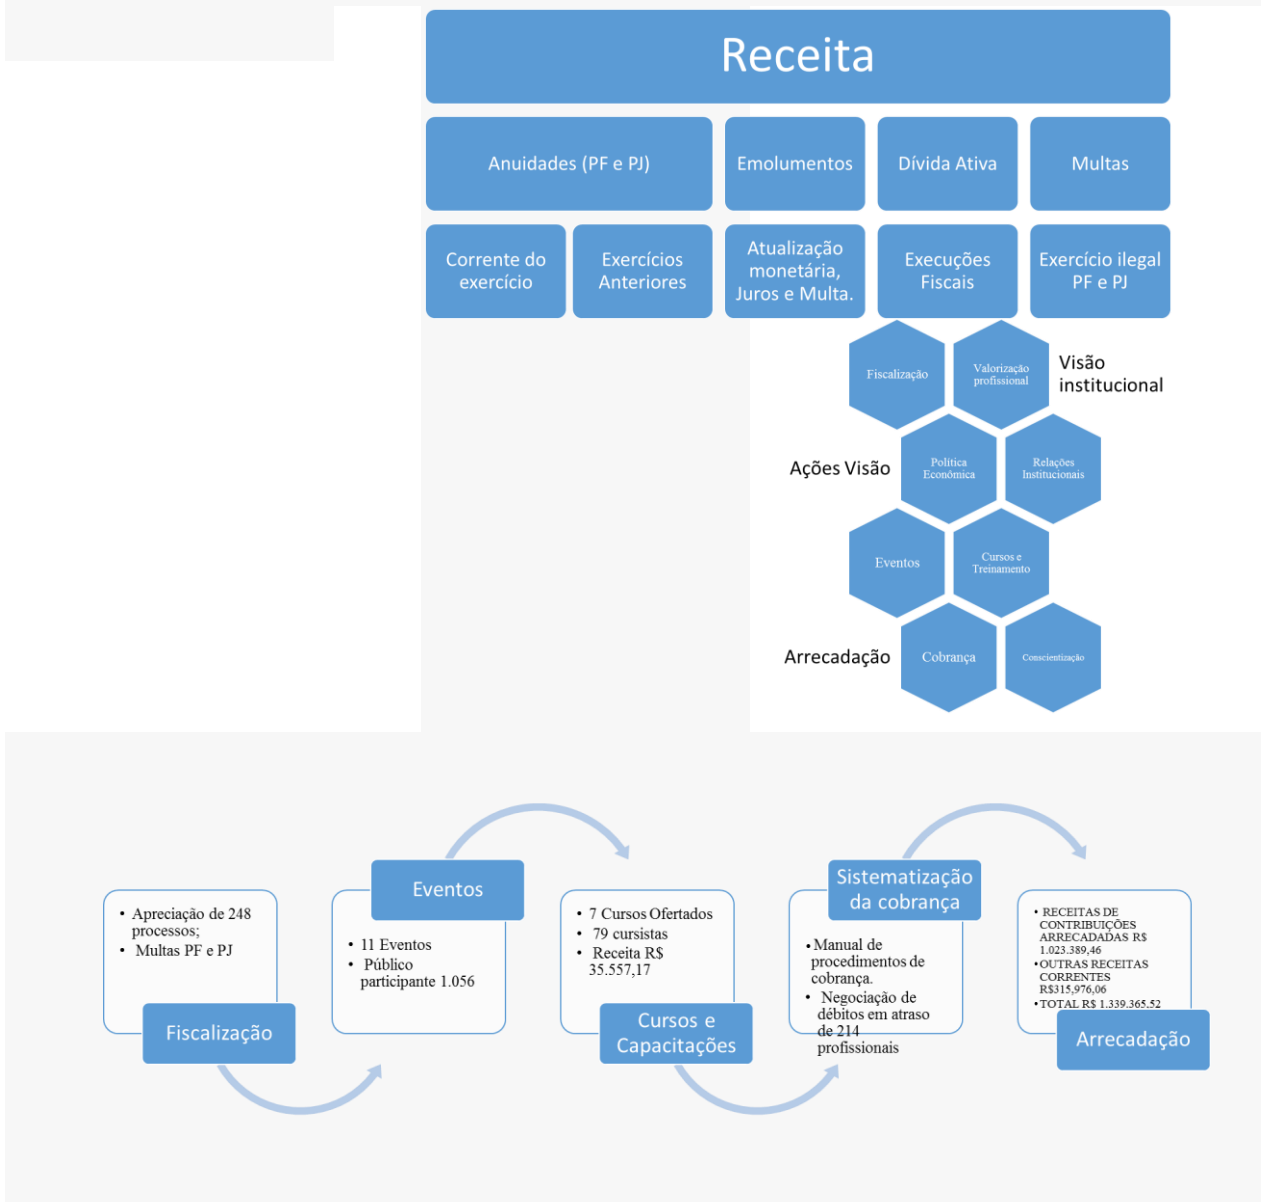 Receita
Anuidades (PF e PJ)
Emolumentos
Dívida Ativa
Multas
Corrente do
exercício
Exercícios
Anteriores
Atualização
monetária,
Juros e Multa.
Execuções
Fiscais
Exercício ilegal
PF e PJ
Fiscalização
Valorização
profissional
Visão
institucional
Ações Visão
Política
Econômica
Relações
Institucionais
Eventos
Cursos e
Treinamento
Arrecadação
Cobrança
Conscientização
• Apreciação de 248
processos;
• Multas PF e PJ
Fiscalização
Eventos
• 11 Eventos
• Público
participante 1.056
• 7 Cursos Ofertados
• 79 cursistas
• Receita R$
35.557,17
Cursos e
Capacitações
Sistematização
da cobrança
• Manual de
procedimentos de
cobrança.
• Negociação de
débitos em atraso
de 214
profissionais
• RECEITAS DE
CONTRIBUIÇÕES
ARRECADADAS R$
1.023.389,46
• OUTRAS RECEITAS
CORRENTES
R$315,976,06
• TOTAL R$ 1.339.365,52
Arrecadação